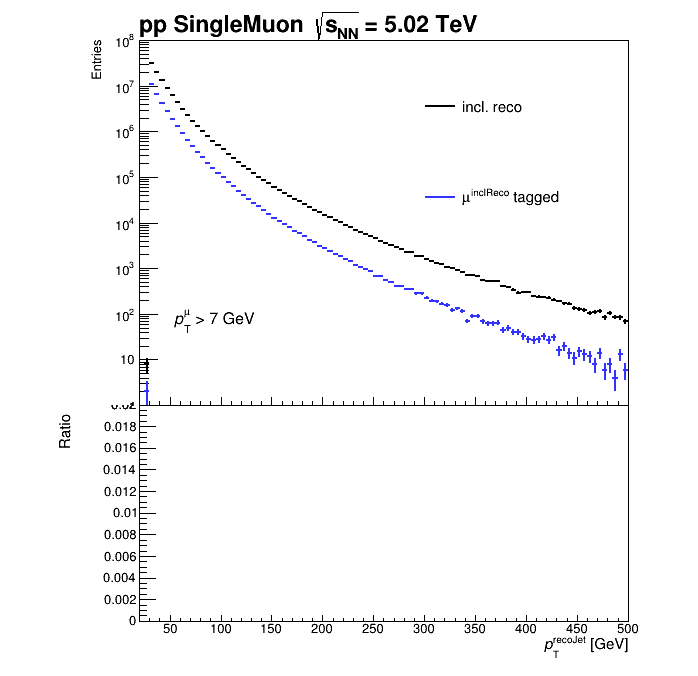 pp SingleMuon √s_NN = 5.02 TeV
Entries
10^8
10^7
10^6
10^5
10^4
10^3
10^2
10
incl. reco
μ^inclReco tagged
p_T^μ > 7 GeV
Ratio
0.02
0.018
0.016
0.014
0.012
0.01
0.008
0.006
0.004
0.002
0
50 100 150 200 250 300 350 400 450 500
p_T^recoJet [GeV]